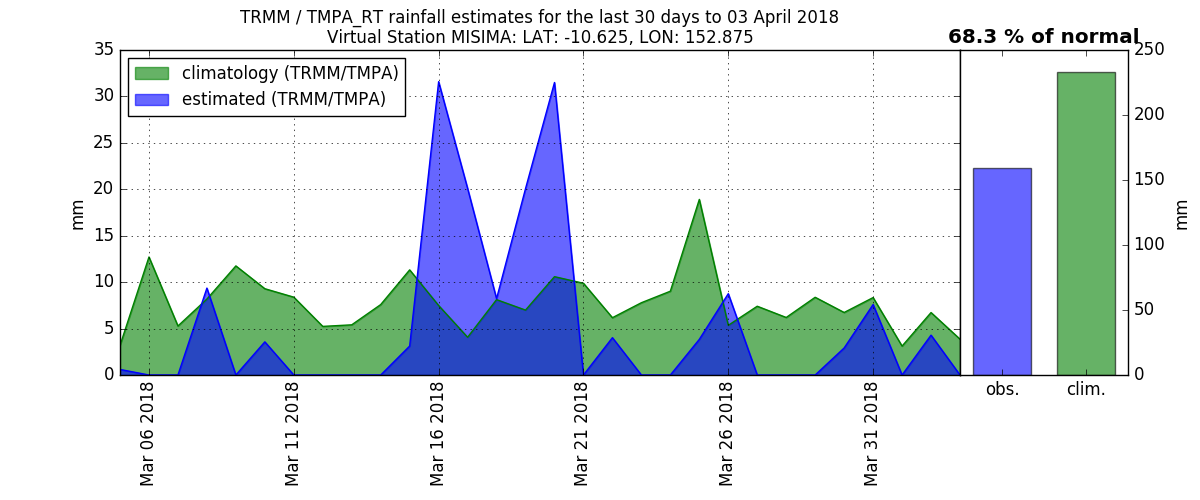 TRMM / TMPA_RT rainfall estimates for the last 30 days to 03 April 2018
Virtual Station MISIMA: LAT: -10.625, LON: 152.875
68.3 % of normal
climatology (TRMM/TMPA)
estimated (TRMM/TMPA)
35
30
25
20
15
10
5
0
mm
Mar 06 2018
Mar 11 2018
Mar 16 2018
Mar 21 2018
Mar 26 2018
Mar 31 2018
250
200
150
100
50
0
mm
obs.
clim.